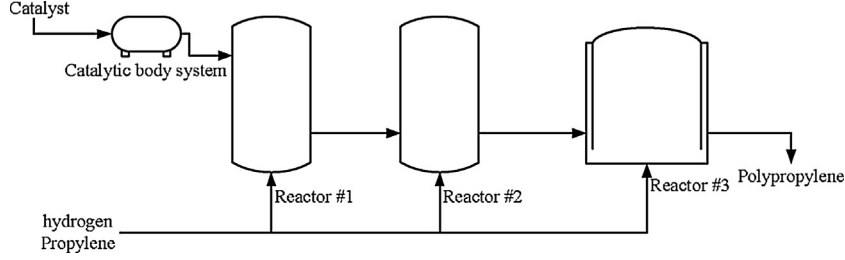 Catalyst
Catalytic body system
Reactor #1
Reactor #2
Reactor #3
Polypropylene
hydrogen
Propylene